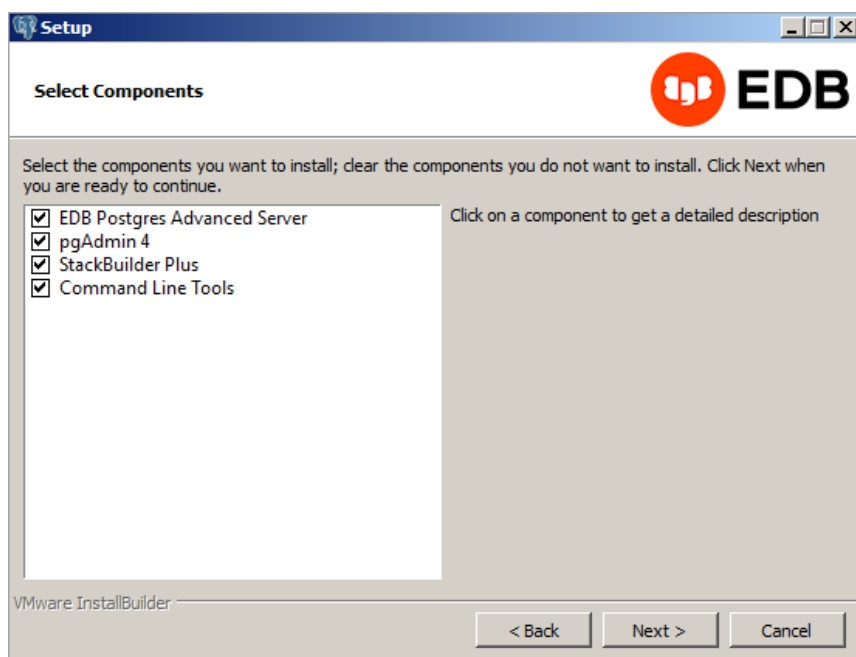 Setup
Select Components
EDB
Select the components you want to install; clear the components you do not want to install. Click Next when
you are ready to continue.
EDB Postgres Advanced Server
pgAdmin 4
StackBuilder Plus
Command Line Tools
Click on a component to get a detailed description
VMware InstallBuilder
< Back
Next >
Cancel